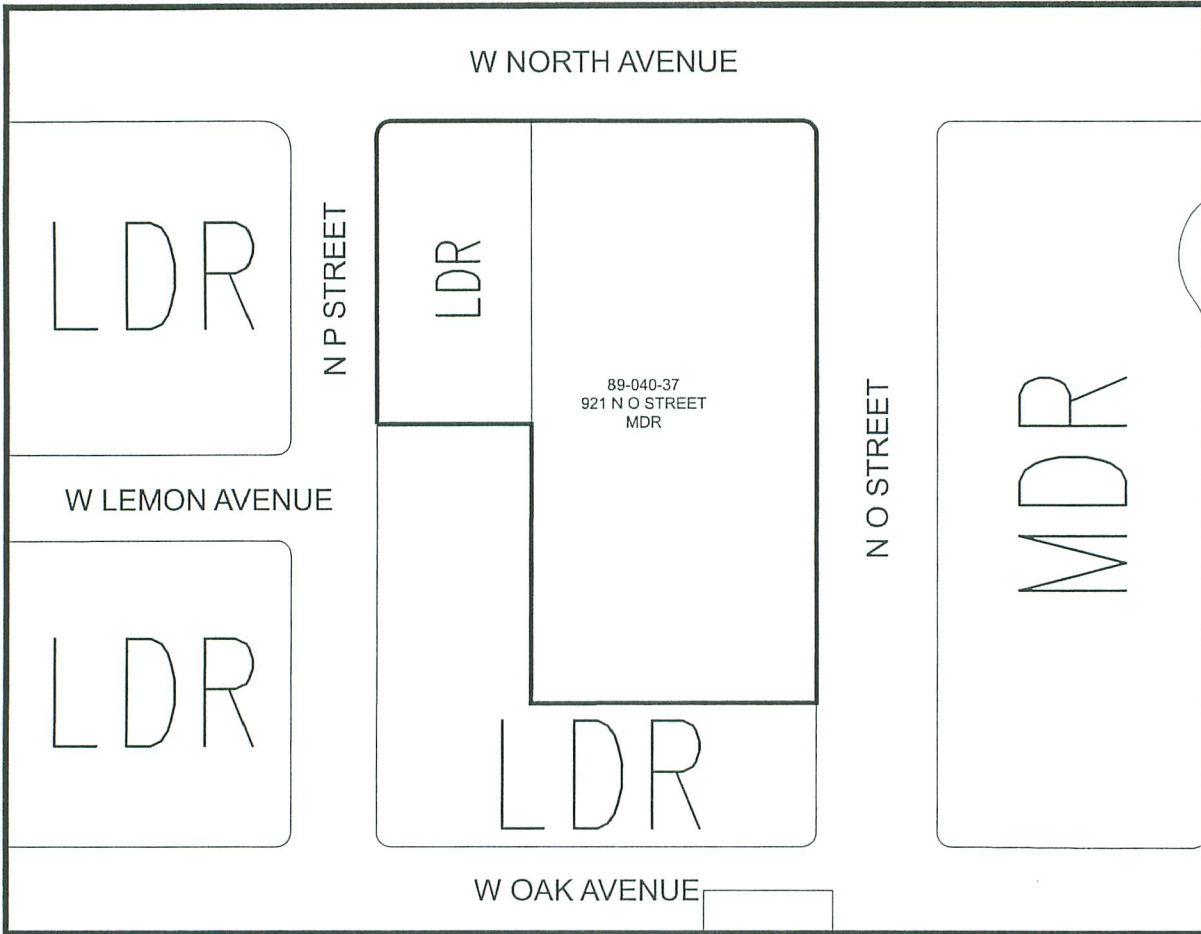 W NORTH AVENUE
LDR
N P STREET
LDR
89-040-37
921 N O STREET
MDR
N O STREET
MDR
W LEMON AVENUE
LDR
LDR
W OAK AVENUE